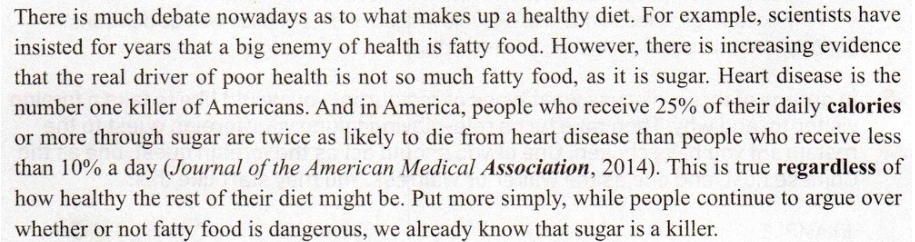 There is much debate nowadays as to what makes up a healthy diet. For example, scientists have
insisted for years that a big enemy of health is fatty food. However, there is increasing evidence
that the real driver of poor health is not so much fatty food, as it is sugar. Heart disease is the
number one killer of Americans. And in America, people who receive 25% of their daily calories
or more through sugar are twice as likely to die from heart disease than people who receive less
than 10% a day (Journal of the American Medical Association, 2014). This is true regardless of
how healthy the rest of their diet might be. Put more simply, while people continue to argue over
whether or not fatty food is dangerous, we already know that sugar is a killer.